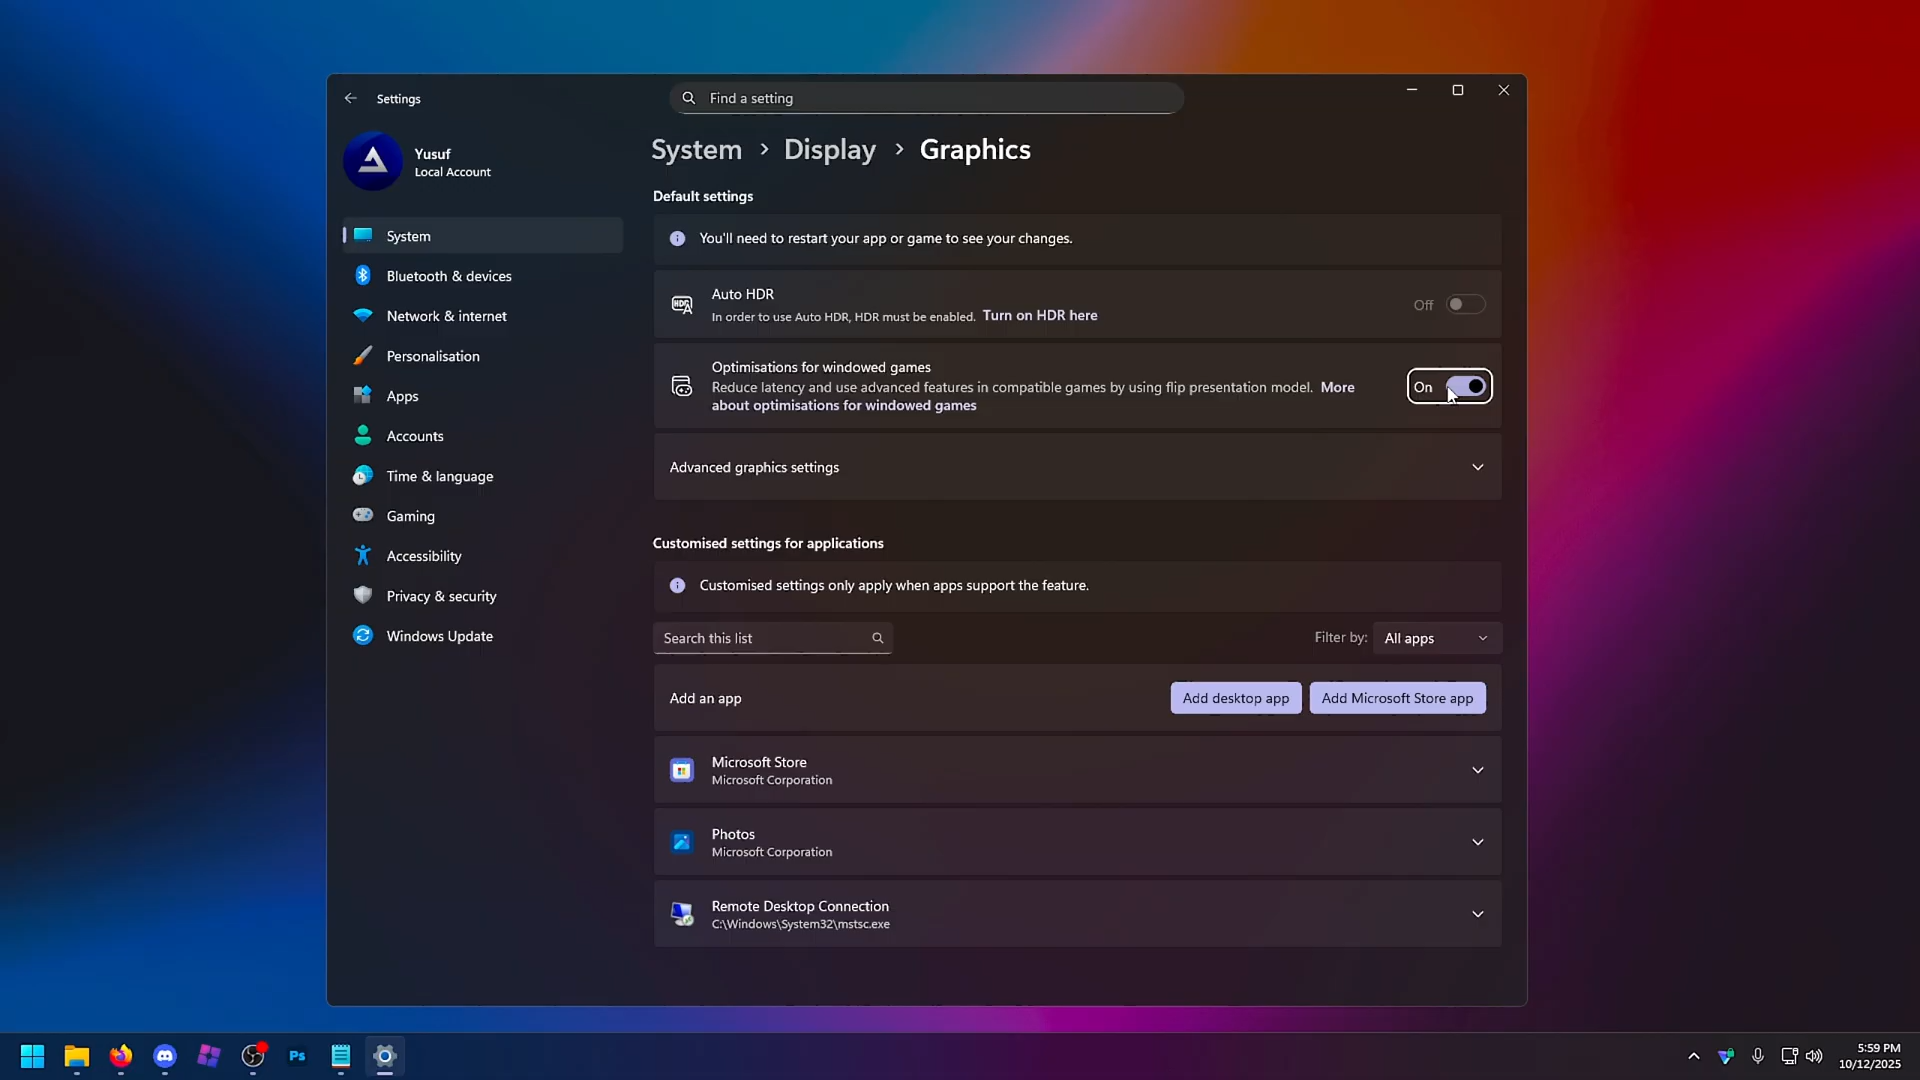 Settings
Find a setting
Yusuf
Local Account
System
Bluetooth & devices
Network & internet
Personalisation
Apps
Accounts
Time & language
Gaming
Accessibility
Privacy & security
Windows Update
System > Display > Graphics
Default settings
You'll need to restart your app or game to see your changes.
Auto HDR
In order to use Auto HDR, HDR must be enabled. Turn on HDR here
Off
Optimisations for windowed games
Reduce latency and use advanced features in compatible games by using flip presentation model. More
about optimisations for windowed games
On
Advanced graphics settings
Customised settings for applications
Customised settings only apply when apps support the feature.
Search this list
Filter by: All apps
Add an app
Add desktop app
Add Microsoft Store app
Microsoft Store
Microsoft Corporation
Photos
Microsoft Corporation
Remote Desktop Connection
C:\Windows\System32\mstsc.exe
Ps
5:59 PM
10/12/2025